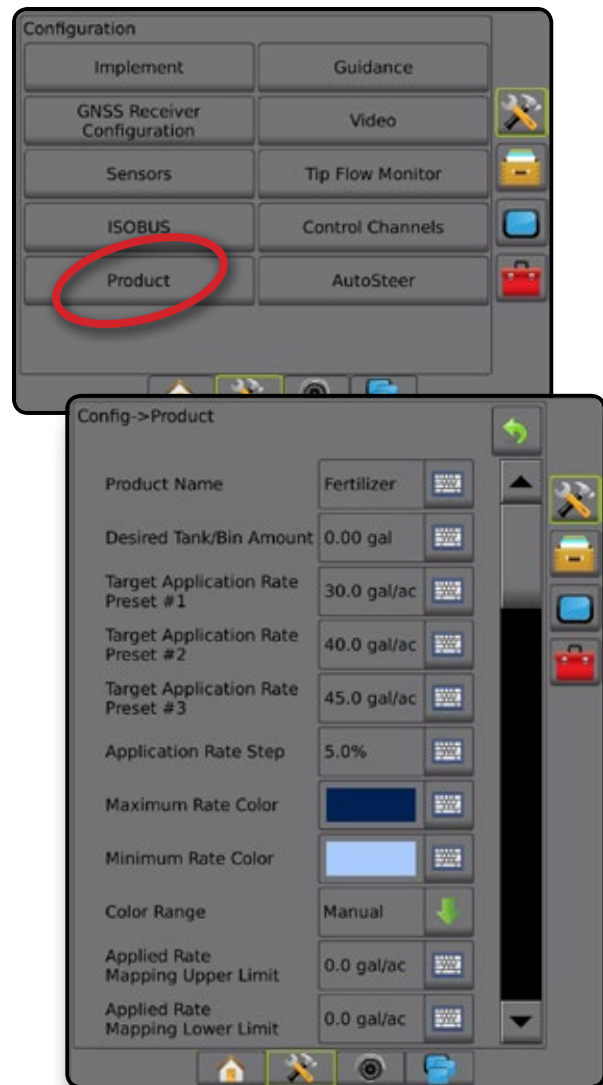 Configuration
Implement
Guidance
GNSS Receiver
Configuration
Video
Sensors
Tip Flow Monitor
ISOBUS
Control Channels
Product
AutoSteer
Config->Product
Product Name
Fertilizer
Desired Tank/Bin Amount
0.00 gal
Target Application Rate
Preset #1
30.0 gal/ac
Target Application Rate
Preset #2
40.0 gal/ac
Target Application Rate
Preset #3
45.0 gal/ac
Application Rate Step
5.0%
Maximum Rate Color
Minimum Rate Color
Color Range
Manual
Applied Rate
Mapping Upper Limit
0.0 gal/ac
Applied Rate
Mapping Lower Limit
0.0 gal/ac